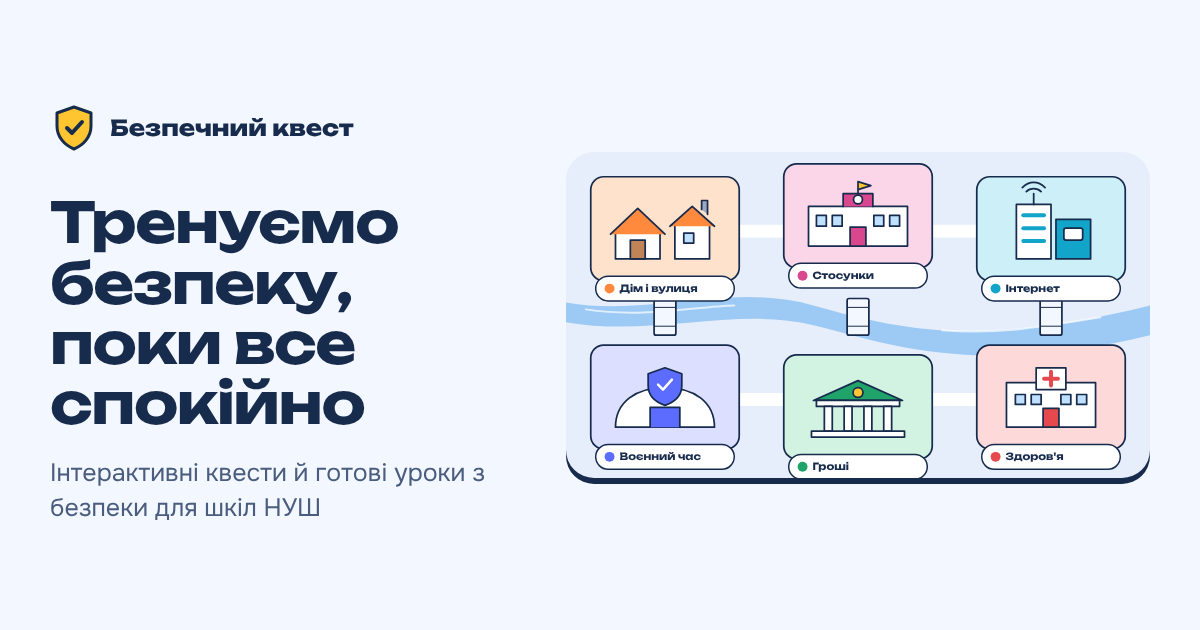 Безпечний квест
Тренуємо
безпеку,
поки все
спокійно
Інтерактивні квести й готові уроки з
безпеки для шкіл НУШ
Дім і вулиця
Стосунки
Інтернет
Воєнний час
Гроші
Здоров'я